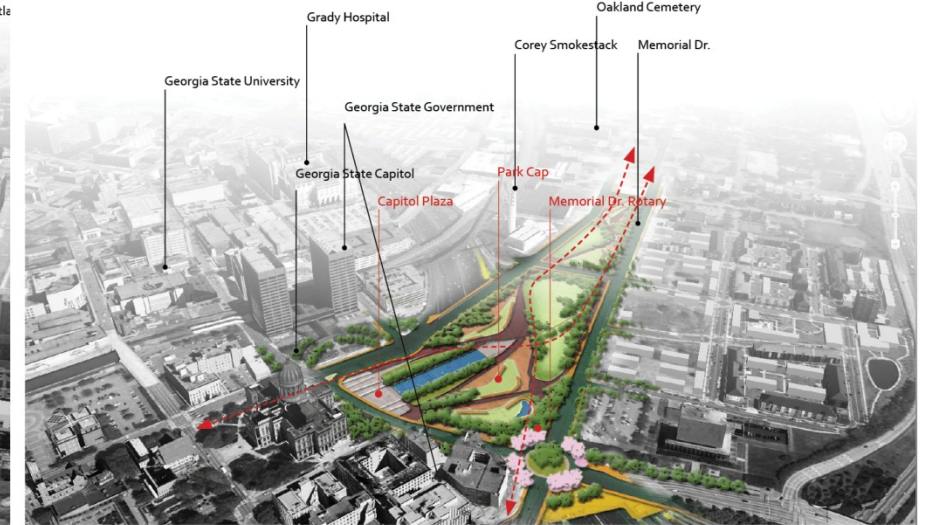 Oakland Cemetery
Grady Hospital
Corey Smokestack
Memorial Dr.
Georgia State University
Georgia State Government
Georgia State Capitol
Park Cap
Capitol Plaza
Memorial Dr. Rotary